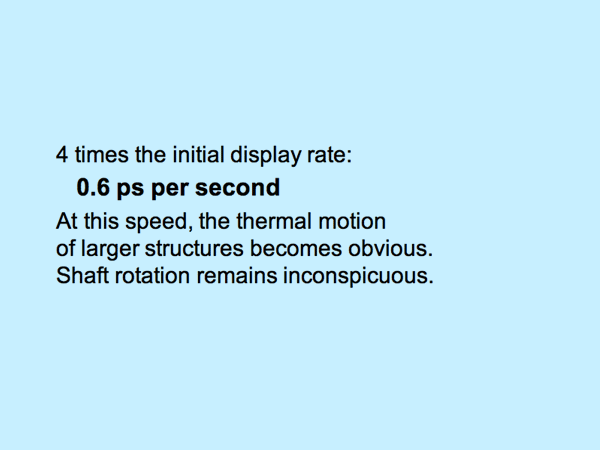 4 times the initial display rate:
0.6 ps per second
At this speed, the thermal motion
of larger structures becomes obvious.
Shaft rotation remains inconspicuous.